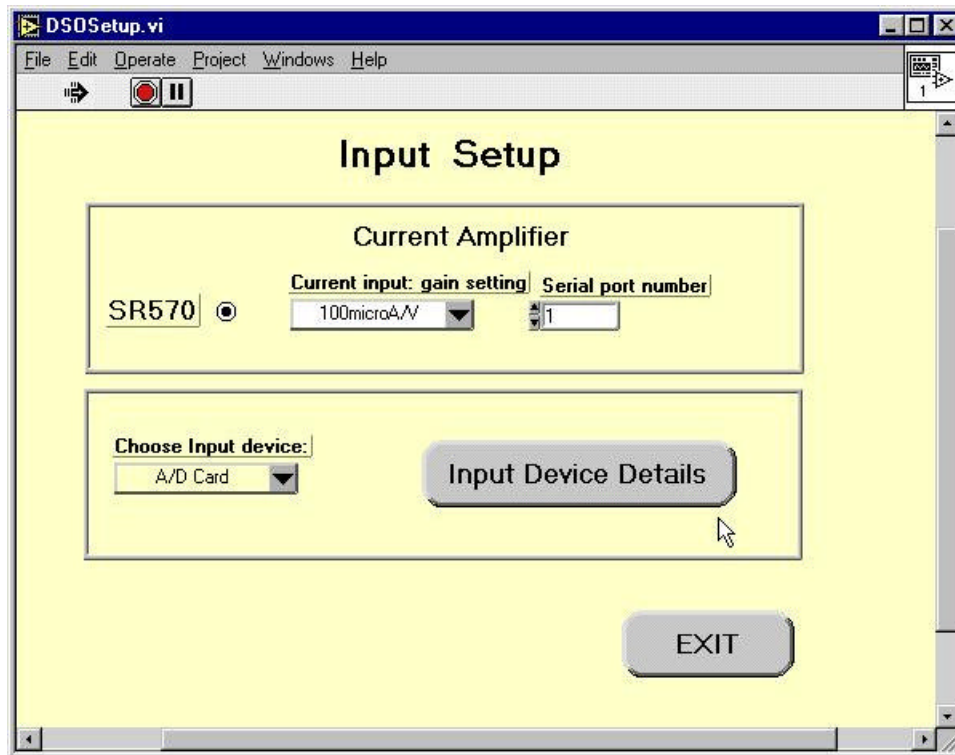 DSOSetup.vi
File Edit Operate Project Windows Help
1
Input Setup
Current Amplifier
Current input: gain setting Serial port number
SR570 100microA/V 1
Choose Input device:
A/D Card
Input Device Details
EXIT